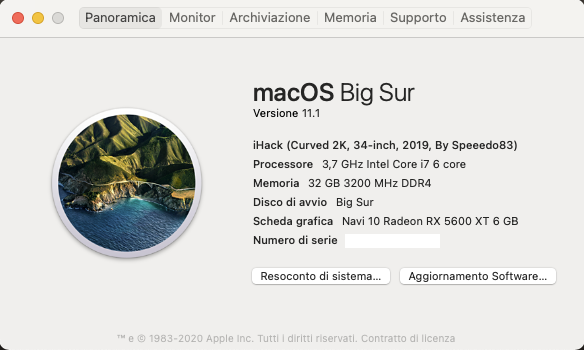 Panoramica Monitor Archiviazione Memoria Supporto Assistenza
macOS Big Sur
Versione 11.1
iHack (Curved 2K, 34-inch, 2019, By Speeedo83)
Processore 3,7 GHz Intel Core i7 6 core
Memoria 32 GB 3200 MHz DDR4
Disco di avvio Big Sur
Scheda grafica Navi 10 Radeon RX 5600 XT 6 GB
Numero di serie
Resoconto di sistema... Aggiornamento Software...
™ e © 1983-2020 Apple Inc. Tutti i diritti riservati. Contratto di licenza